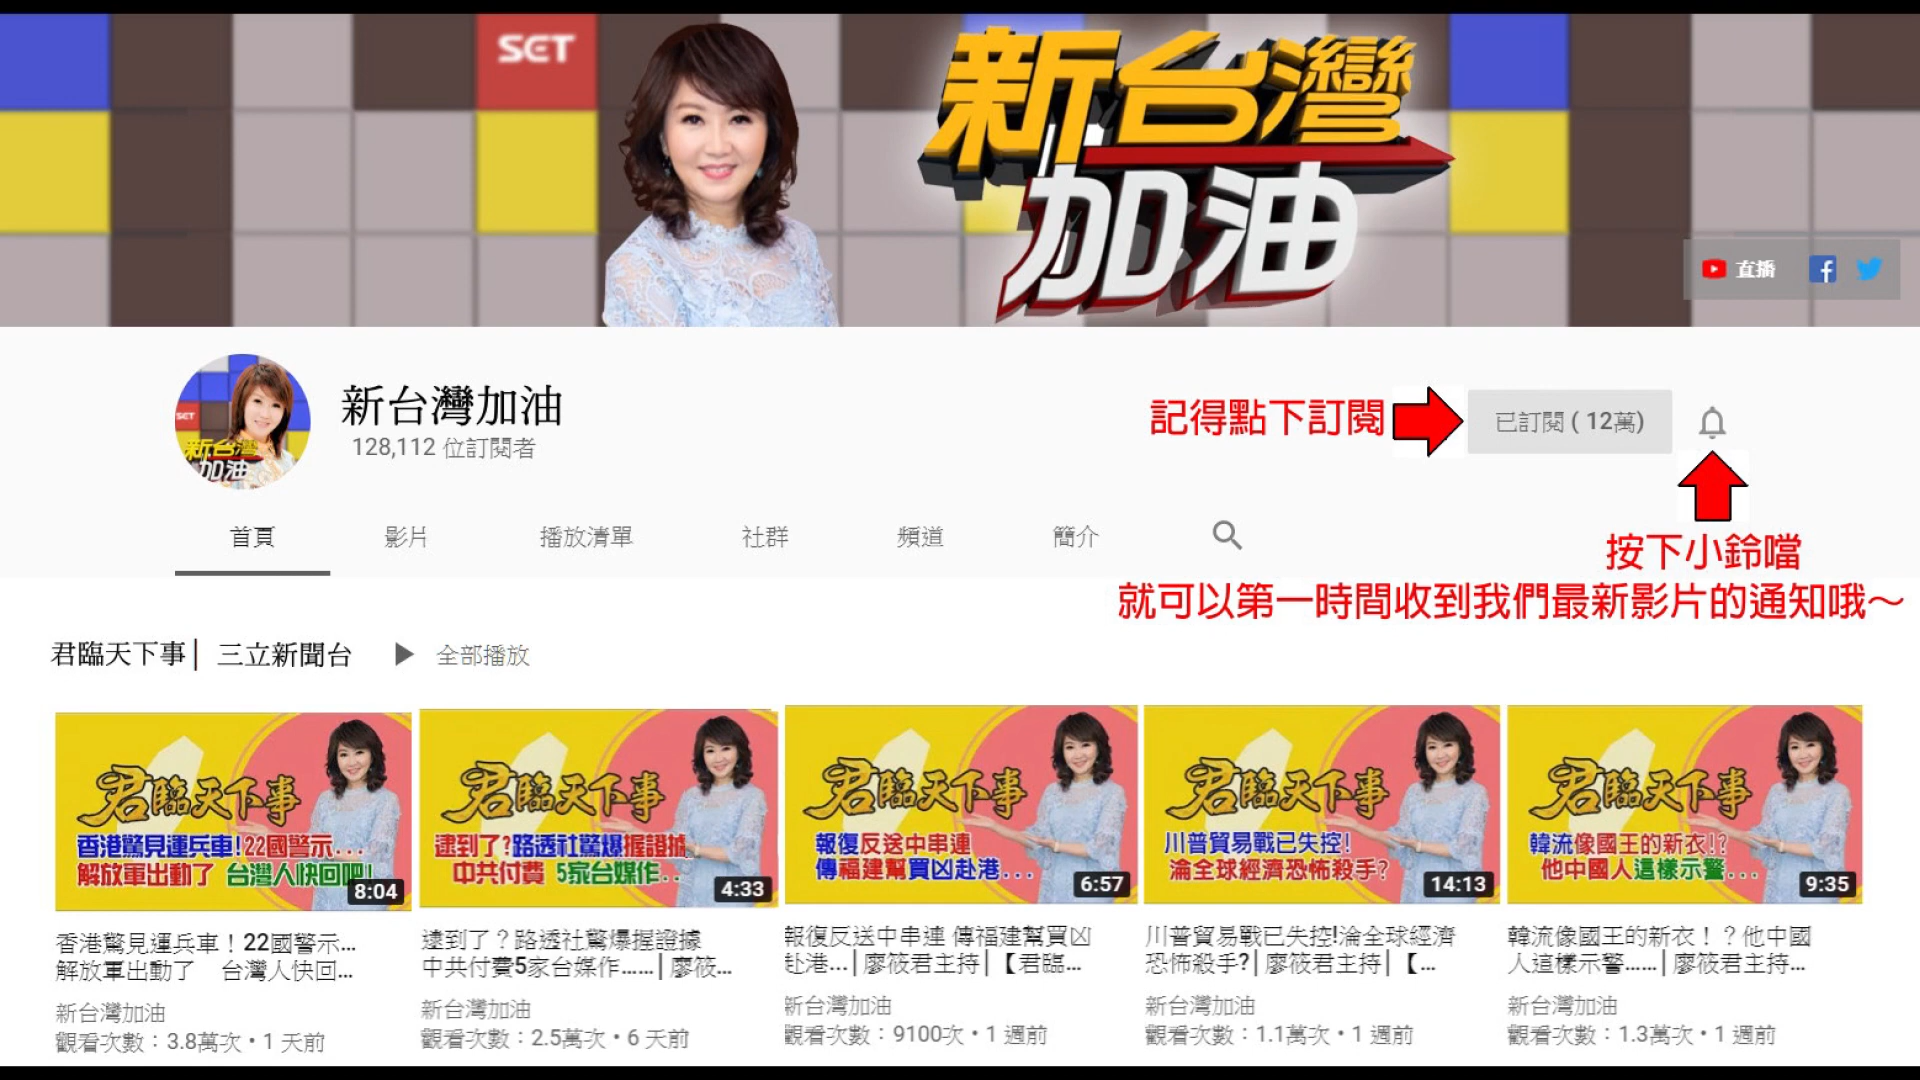 SET
新台灣
加油
直播
SET
新台灣
加油
新台灣加油
128,112 位訂閱者
記得點下訂閱
已訂閱 ( 12萬)
首頁
影片
播放清單
社群
頻道
簡介
按下小鈴噹
就可以第一時間收到我們最新影片的通知哦～
君臨天下事│ 三立新聞台
全部播放
君臨天下事
香港驚見運兵車!22國警示...
解放軍出動了 台灣人快回吧!
8:04
君臨天下事
逮到了?路透社驚爆握證據
中共付費 5家台媒作..
4:33
君臨天下事
報復反送中串連
傳福建幫買凶赴港...
6:57
君臨天下事
川普貿易戰已失控!
淪全球經濟恐怖殺手?
14:13
君臨天下事
韓流像國王的新衣!?
他中國人這樣示警...
9:35
香港驚見運兵車！22國警示...
解放軍出動了 台灣人快回...
新台灣加油
觀看次數：3.8萬次 • 1 天前
逮到了？路透社驚爆握證據
中共付費5家台媒作......│廖筱...
新台灣加油
觀看次數：2.5萬次 • 6 天前
報復反送中串連 傳福建幫買凶
赴港...│廖筱君主持│【君臨...
新台灣加油
觀看次數：9100次 • 1 週前
川普貿易戰已失控!淪全球經濟
恐怖殺手?│廖筱君主持│【...
新台灣加油
觀看次數：1.1萬次 • 1 週前
韓流像國王的新衣！？他中國
人這樣示警......│廖筱君主持...
新台灣加油
觀看次數：1.3萬次 • 1 週前